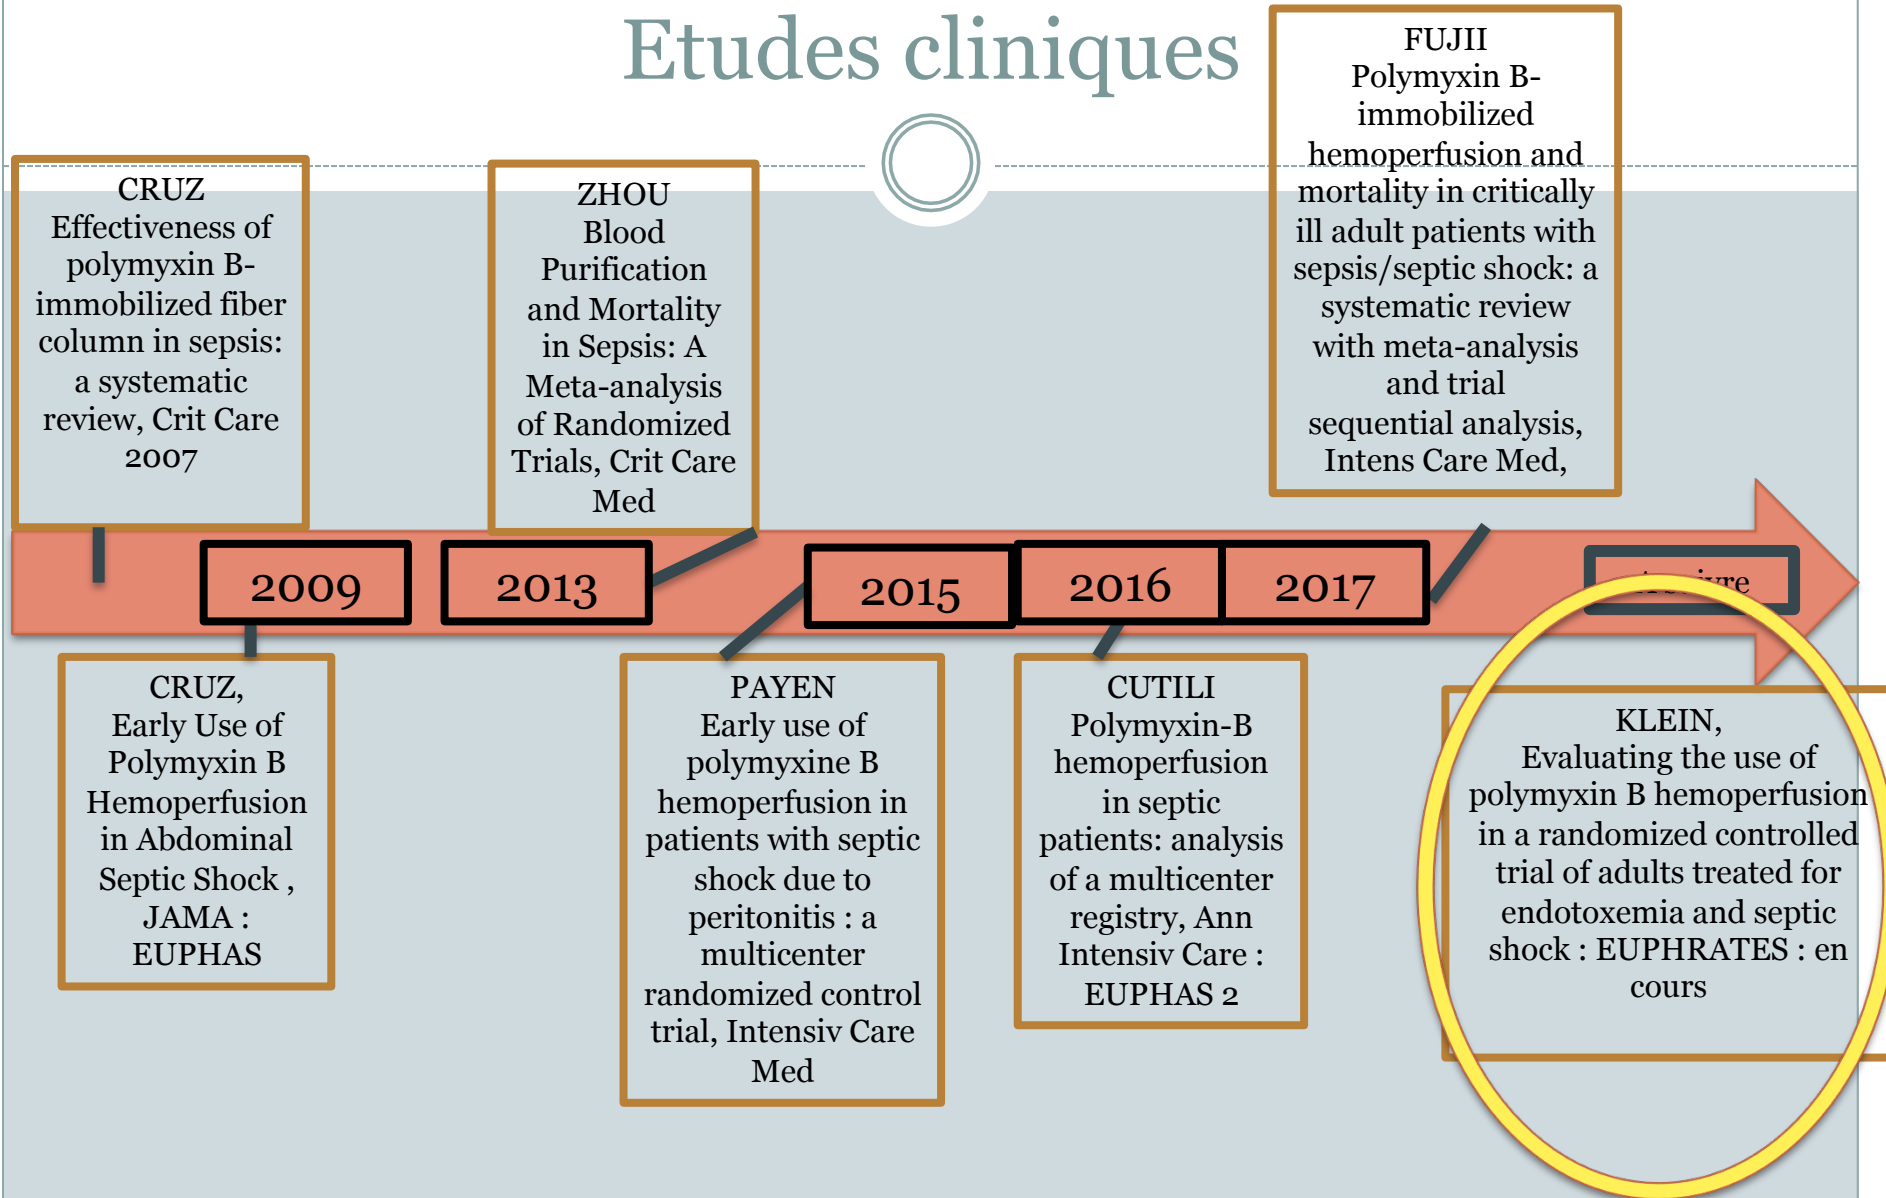 Etudes cliniques
CRUZ
Effectiveness of
polymyxin B-
immobilized fiber
column in sepsis:
a systematic
review, Crit Care
2007
ZHOU
Blood
Purification
and Mortality
in Sepsis: A
Meta-analysis
of Randomized
Trials, Crit Care
Med
FUJII
Polymyxin B-
immobilized
hemoperfusion and
mortality in critically
ill adult patients with
sepsis/septic shock: a
systematic review
with meta-analysis
and trial
sequential analysis,
Intens Care Med,
2009
2013
2015
2016
2017
CRUZ,
Early Use of
Polymyxin B
Hemoperfusion
in Abdominal
Septic Shock ,
JAMA :
EUPHAS
PAYEN
Early use of
polymyxine B
hemoperfusion in
patients with septic
shock due to
peritonitis : a
multicenter
randomized control
trial, Intensiv Care
Med
CUTILI
Polymyxin-B
hemoperfusion
in septic
patients: analysis
of a multicenter
registry, Ann
Intensiv Care :
EUPHAS 2
KLEIN,
Evaluating the use of
polymyxin B hemoperfusion
in a randomized controlled
trial of adults treated for
endotoxemia and septic
shock : EUPHRATES : en
cours